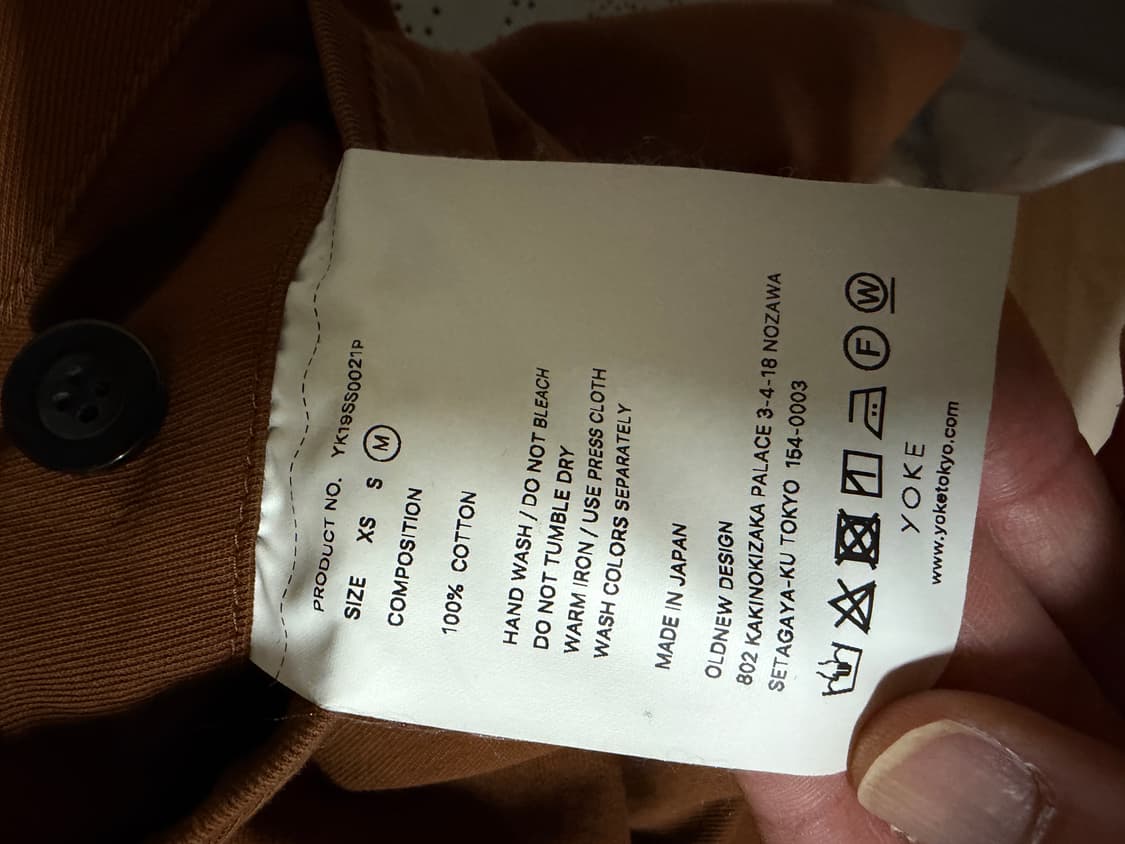 PRODUCT NO. YK19SS0021P
SIZE XS S M
COMPOSITION
100% COTTON
HAND WASH / DO NOT BLEACH
DO NOT TUMBLE DRY
WARM IRON / USE PRESS CLOTH
WASH COLORS SEPARATELY
MADE IN JAPAN
OLDNEW DESIGN
802 KAKINOKIZAKA PALACE 3-4-18 NOZAWA
SETAGAYA-KU TOKYO 154-0003
F W
YOKE
www.yoketokyo.com